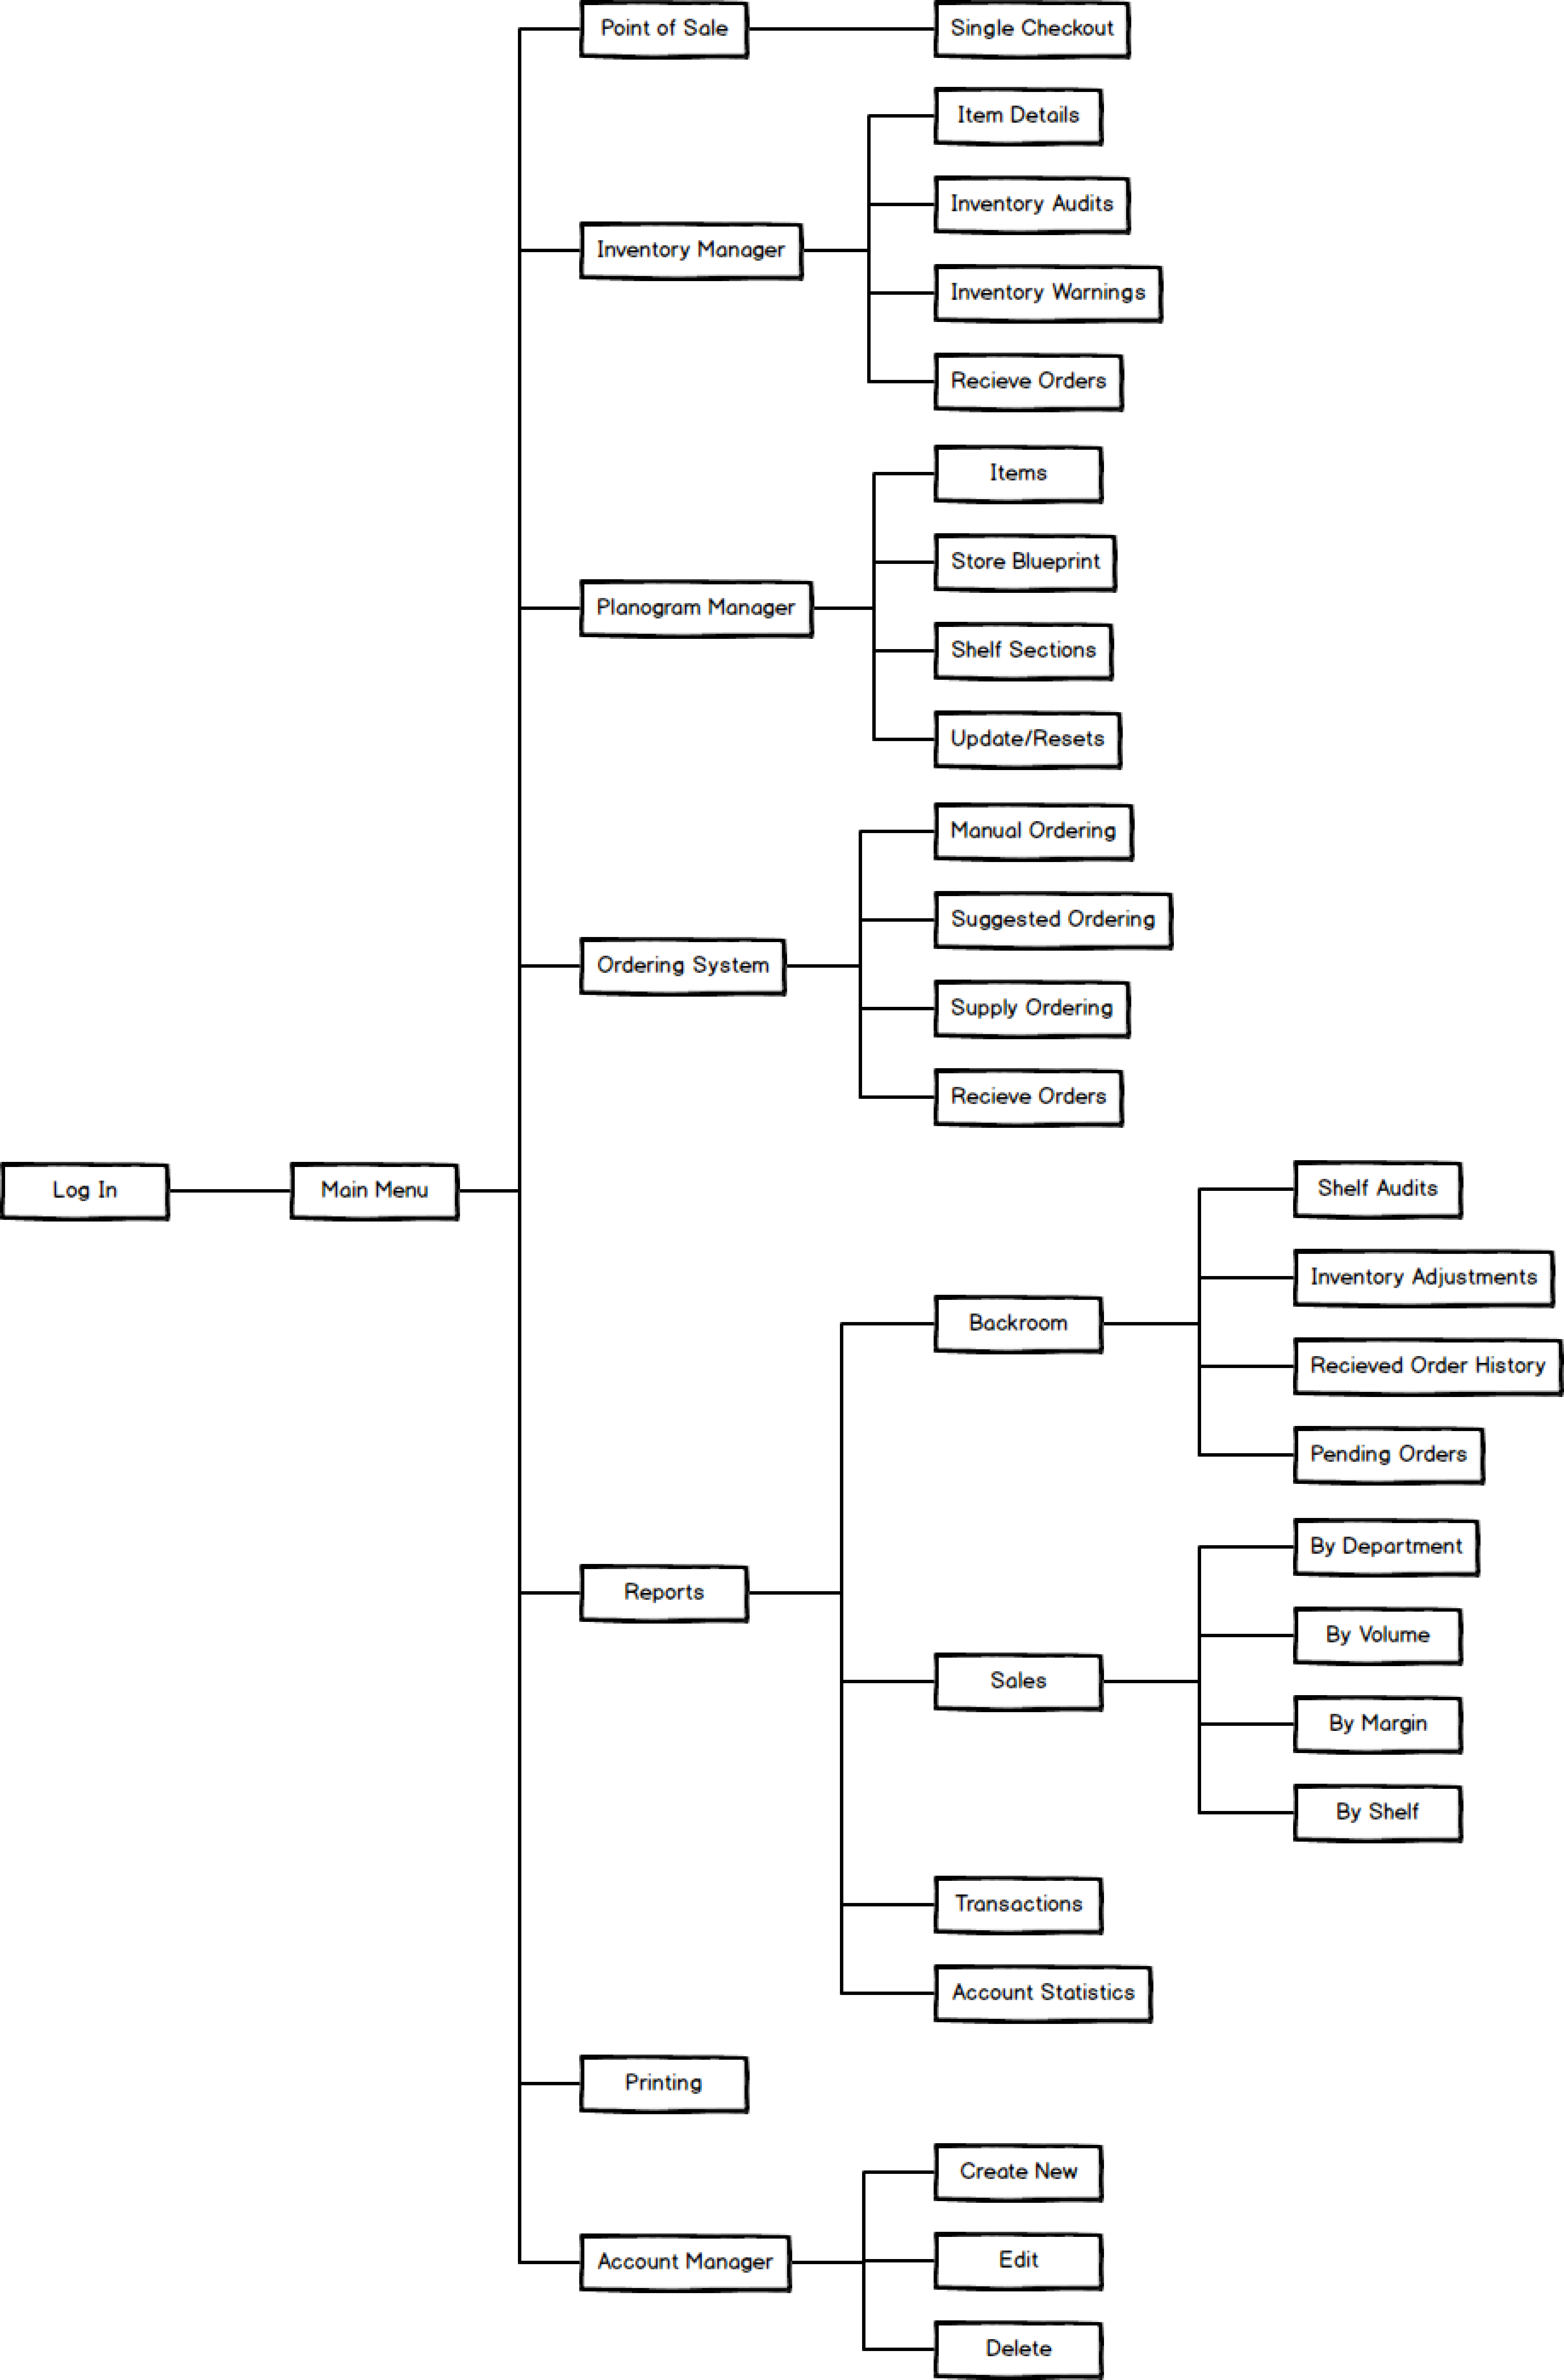 Point of Sale
Single Checkout
Item Details
Inventory Audits
Inventory Manager
Inventory Warnings
Recieve Orders
Items
Store Blueprint
Planogram Manager
Shelf Sections
Update/Resets
Manual Ordering
Suggested Ordering
Ordering System
Supply Ordering
Recieve Orders
Log In
Main Menu
Shelf Audits
Inventory Adjustments
Backroom
Recieved Order History
Pending Orders
By Department
Reports
By Volume
Sales
By Margin
By Shelf
Transactions
Account Statistics
Printing
Create New
Account Manager
Edit
Delete